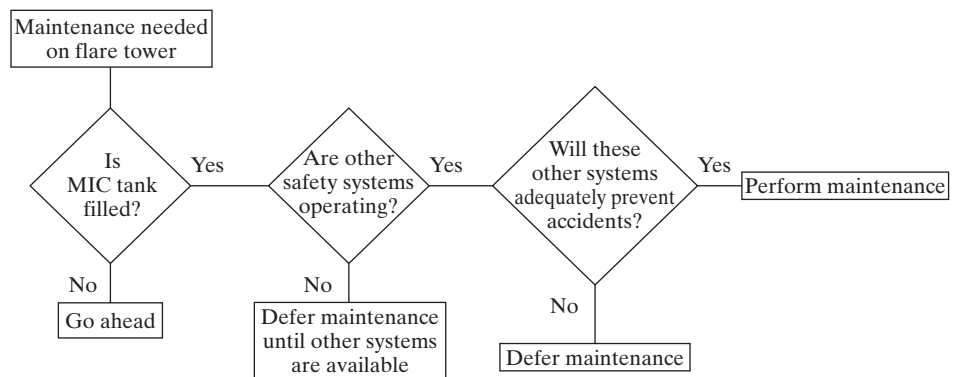 Maintenance needed
on flare tower
Is
MIC tank
filled?
Yes
No
Go ahead
Are other
safety systems
operating?
Yes
No
Defer maintenance
until other systems
are available
Will these
other systems
adequately prevent
accidents?
Yes
Perform maintenance
No
Defer maintenance